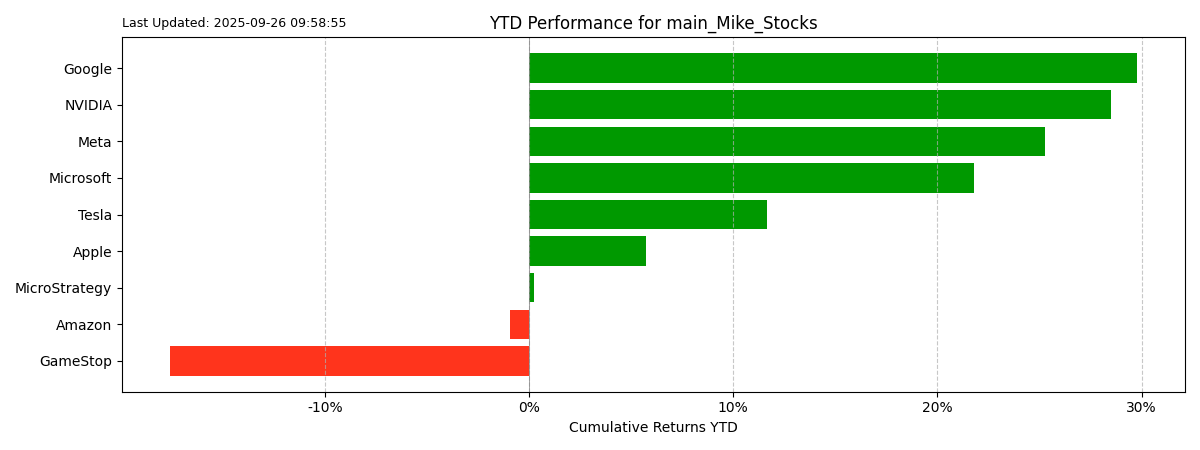 Last Updated: 2025-09-26 09:58:55
YTD Performance for main_Mike_Stocks
Google
NVIDIA
Meta
Microsoft
Tesla
Apple
MicroStrategy
Amazon
GameStop
-10% 0% 10% 20% 30%
Cumulative Returns YTD